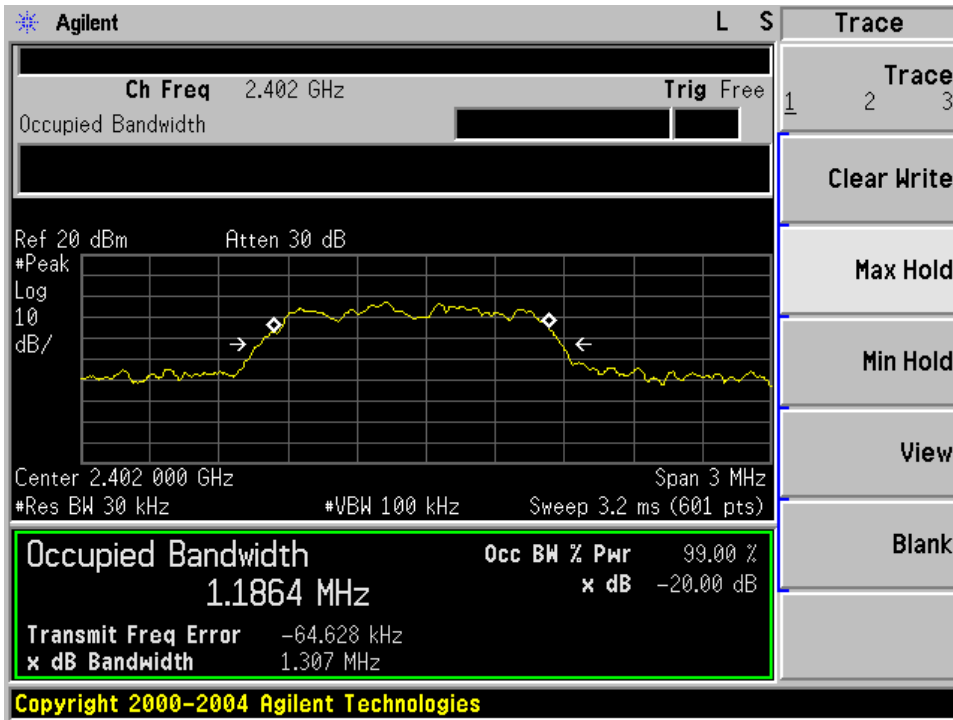 Agilent L S Trace
Ch Freq 2.402 GHz Trig Free
Occupied Bandwidth
Trace
1 2 3
Clear Write
Max Hold
Min Hold
View
Blank
Ref 20 dBm Atten 30 dB
#Peak
Log
10
dB/
Center 2.402 000 GHz Span 3 MHz
#Res BW 30 kHz #VBW 100 kHz Sweep 3.2 ms (601 pts)
Occupied Bandwidth Occ BW % Pwr 99.00 %
1.1864 MHz x dB -20.00 dB
Transmit Freq Error -64.628 kHz
x dB Bandwidth 1.307 MHz
Copyright 2000-2004 Agilent Technologies